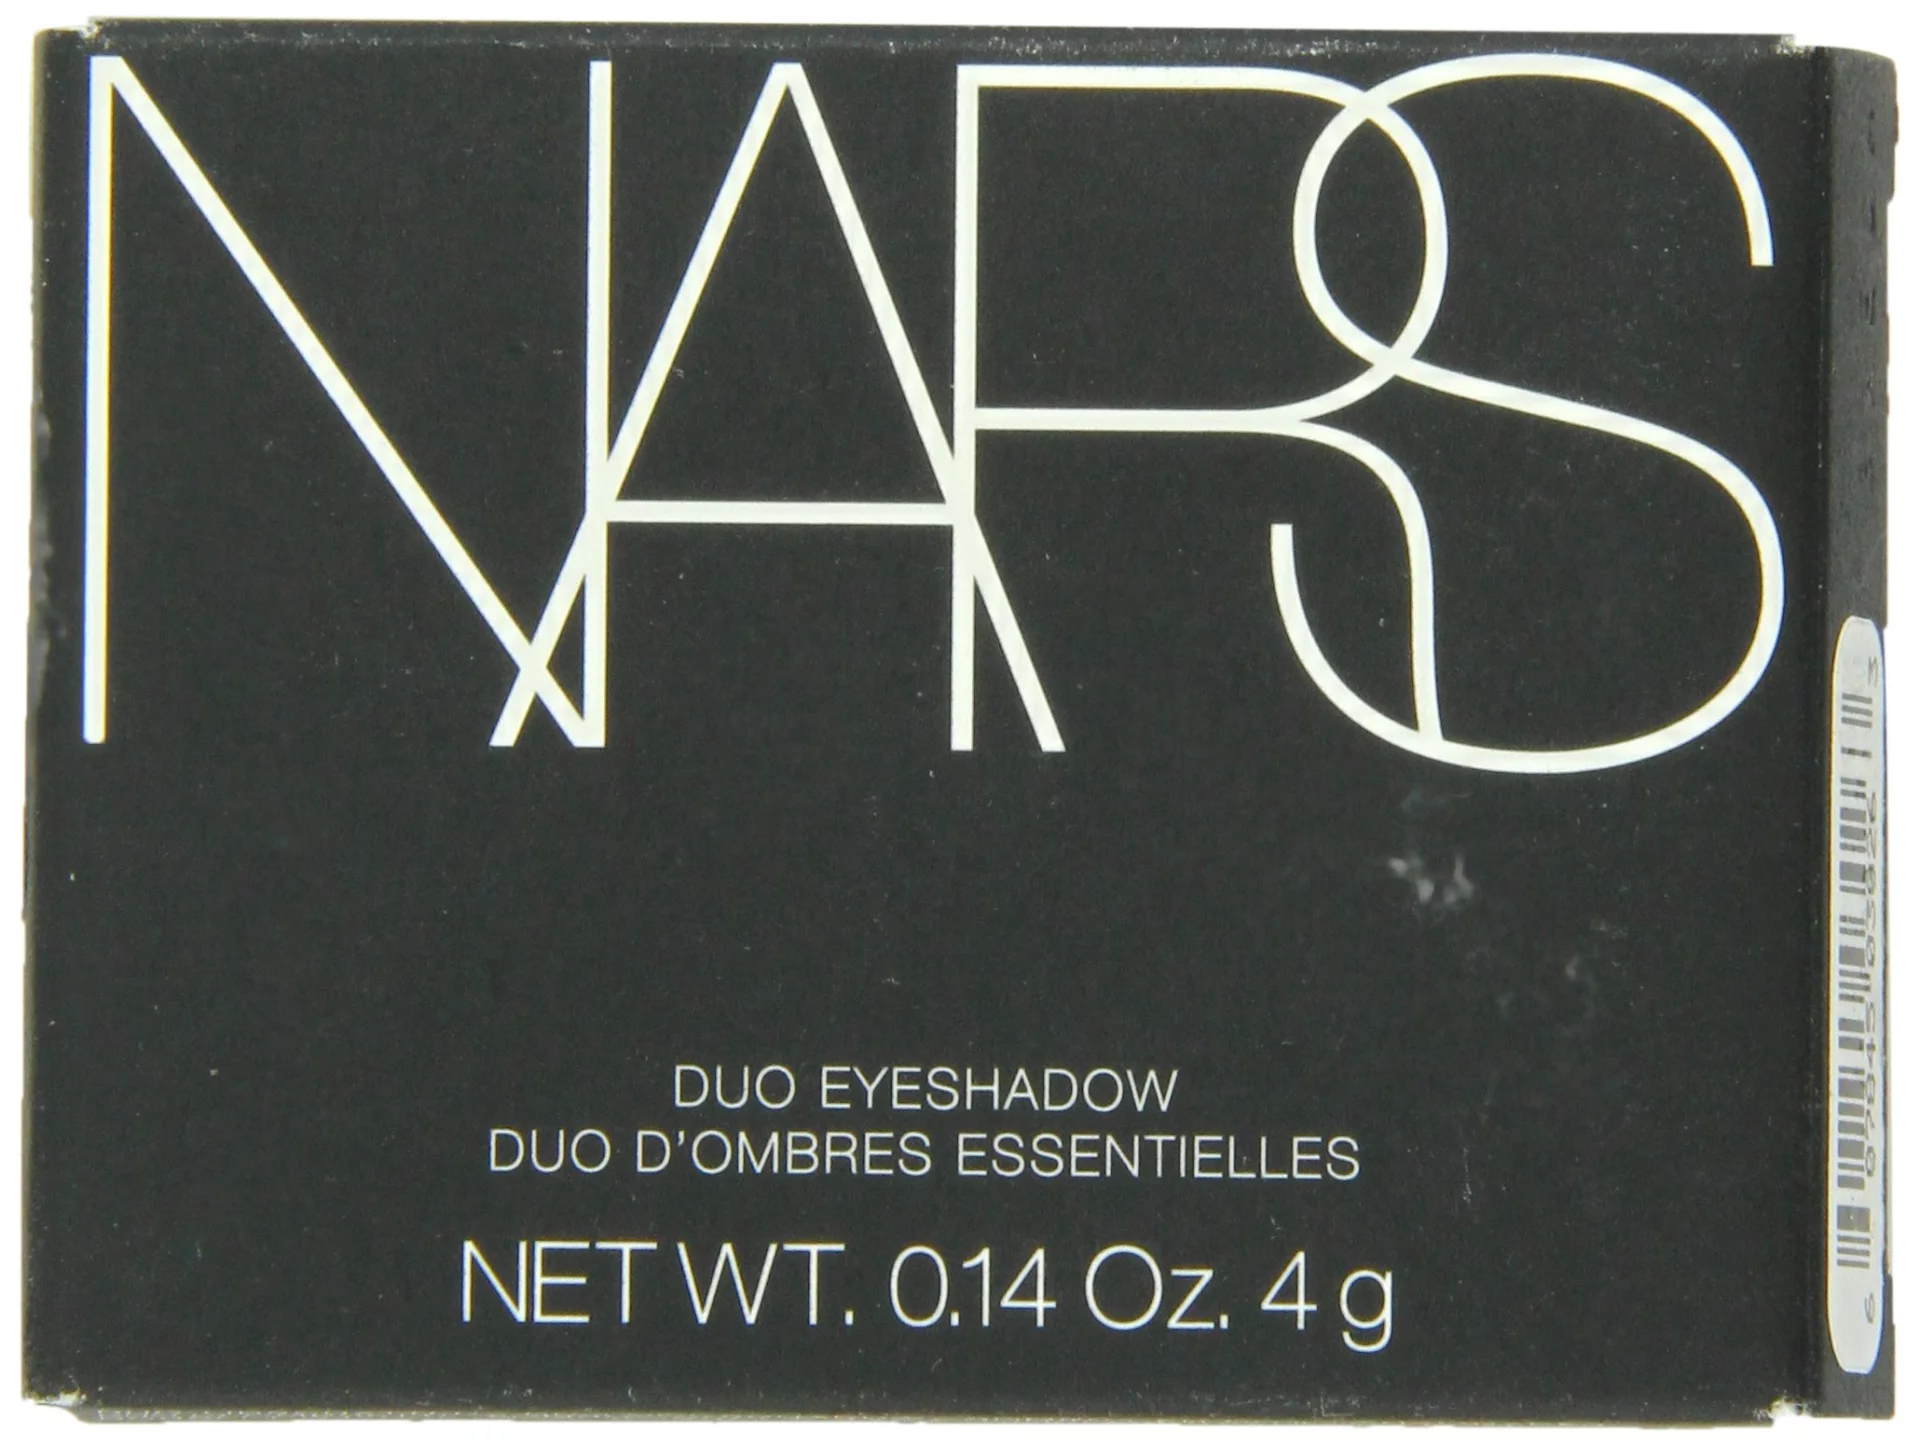 NARS
DUO EYESHADOW
DUO D'OMBRES ESSENTIELLES
NET WT. 0.14 Oz. 4 g